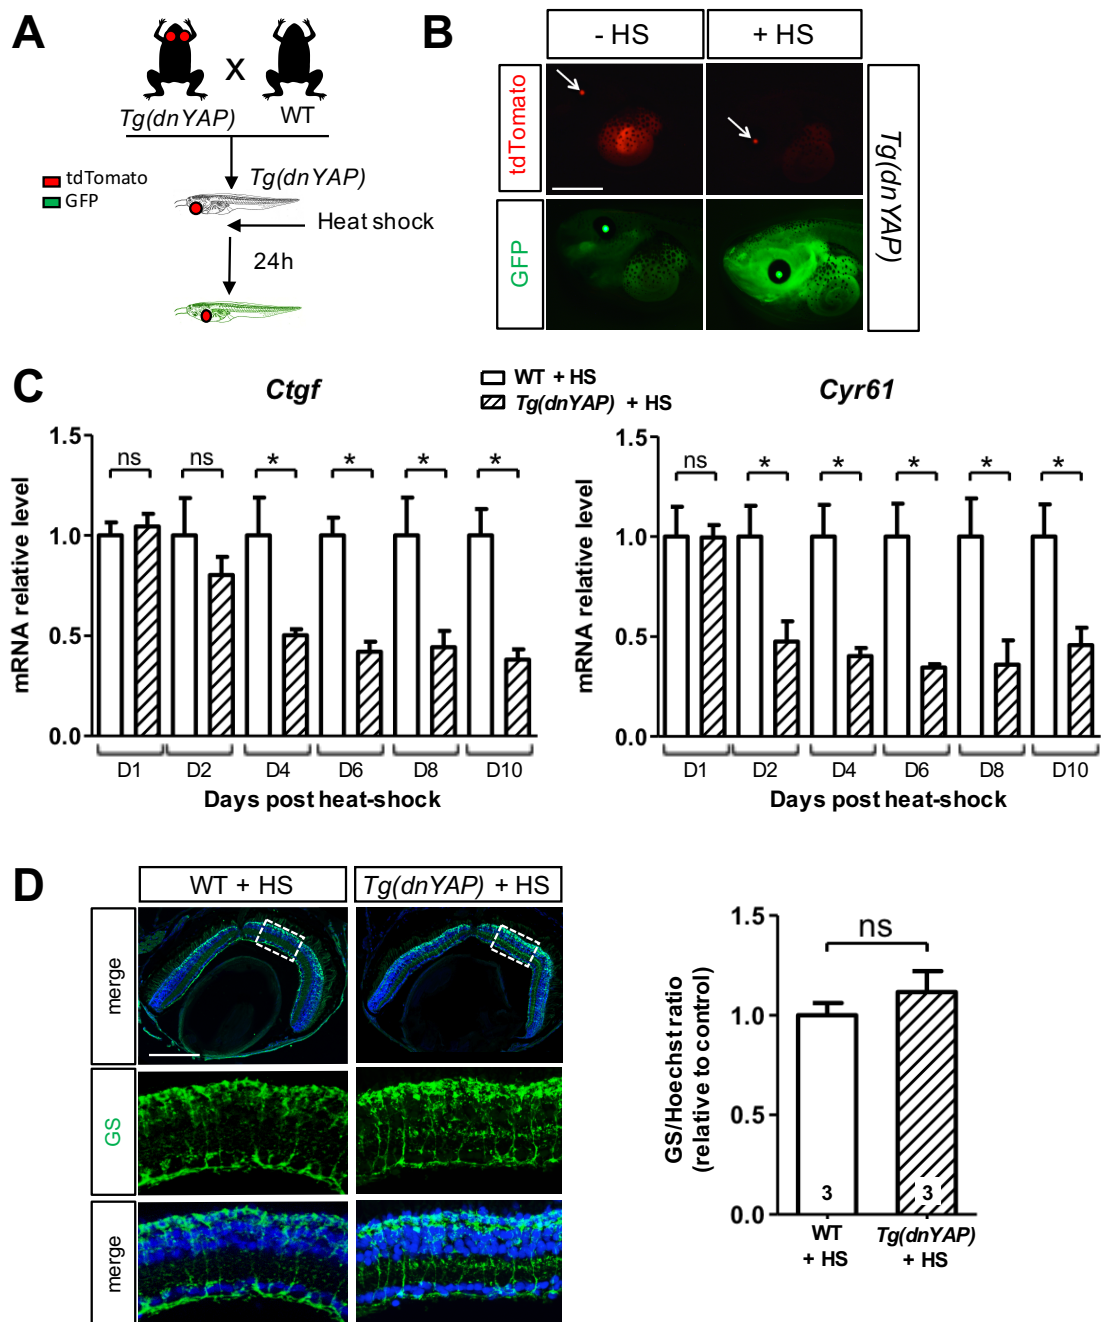 A
X
Tg(dnYAP)
WT
tdTomato
GFP
Tg(dnYAP)
Heat shock
24h
B
- HS
+ HS
tdTomato
GFP
Tg(dnYAP)
C
Ctgf
WT + HS
Tg(dnYAP) + HS
Cyr61
mRNA relative level
1.5
1.0
0.5
0.0
ns
ns
*
*
*
*
D1
D2
D4
D6
D8
D10
Days post heat-shock
mRNA relative level
1.5
1.0
0.5
0.0
ns
*
*
*
*
*
D1
D2
D4
D6
D8
D10
Days post heat-shock
D
WT + HS
Tg(dnYAP) + HS
merge
GS
merge
GS/Hoechst ratio
(relative to control)
1.5
1.0
0.5
0.0
ns
3
3
WT
+ HS
Tg(dnYAP)
+ HS